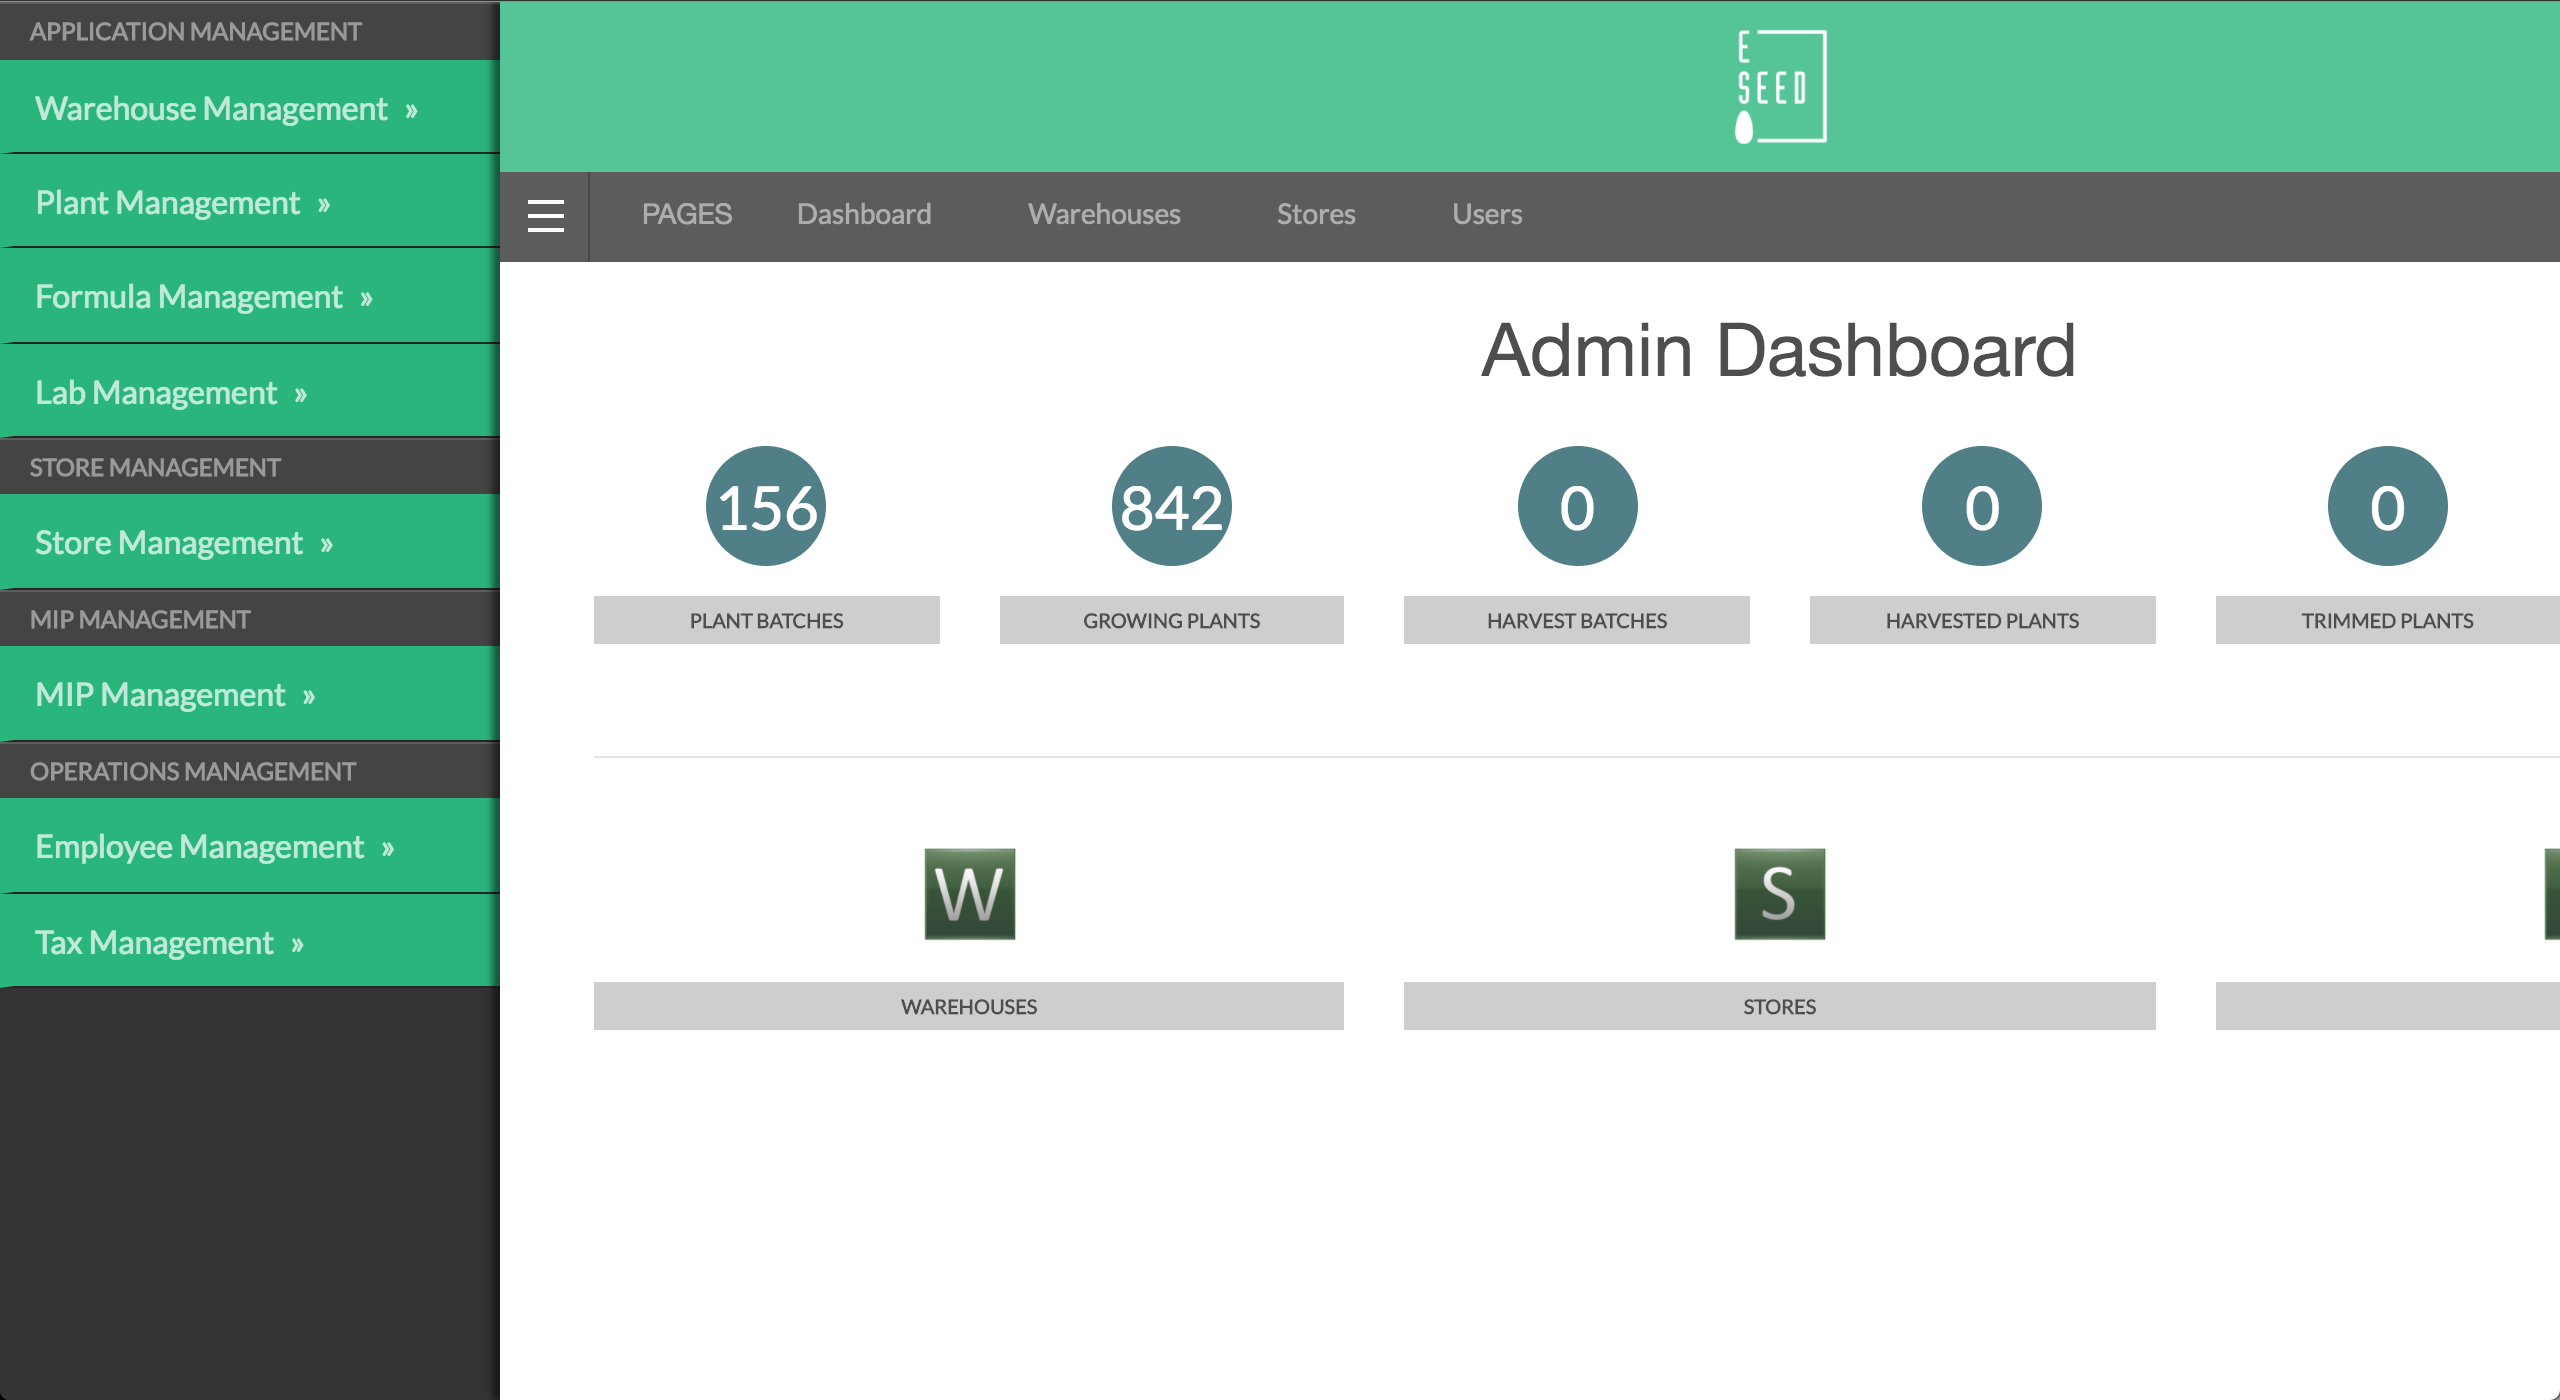 APPLICATION MANAGEMENT
Warehouse Management »
Plant Management »
Formula Management »
Lab Management »
STORE MANAGEMENT
Store Management »
MIP MANAGEMENT
MIP Management »
OPERATIONS MANAGEMENT
Employee Management »
Tax Management »
E
SEED
PAGES Dashboard Warehouses Stores Users
Admin Dashboard
156 842 0 0 0
PLANT BATCHES GROWING PLANTS HARVEST BATCHES HARVESTED PLANTS TRIMMED PLANTS
W S
WAREHOUSES STORES